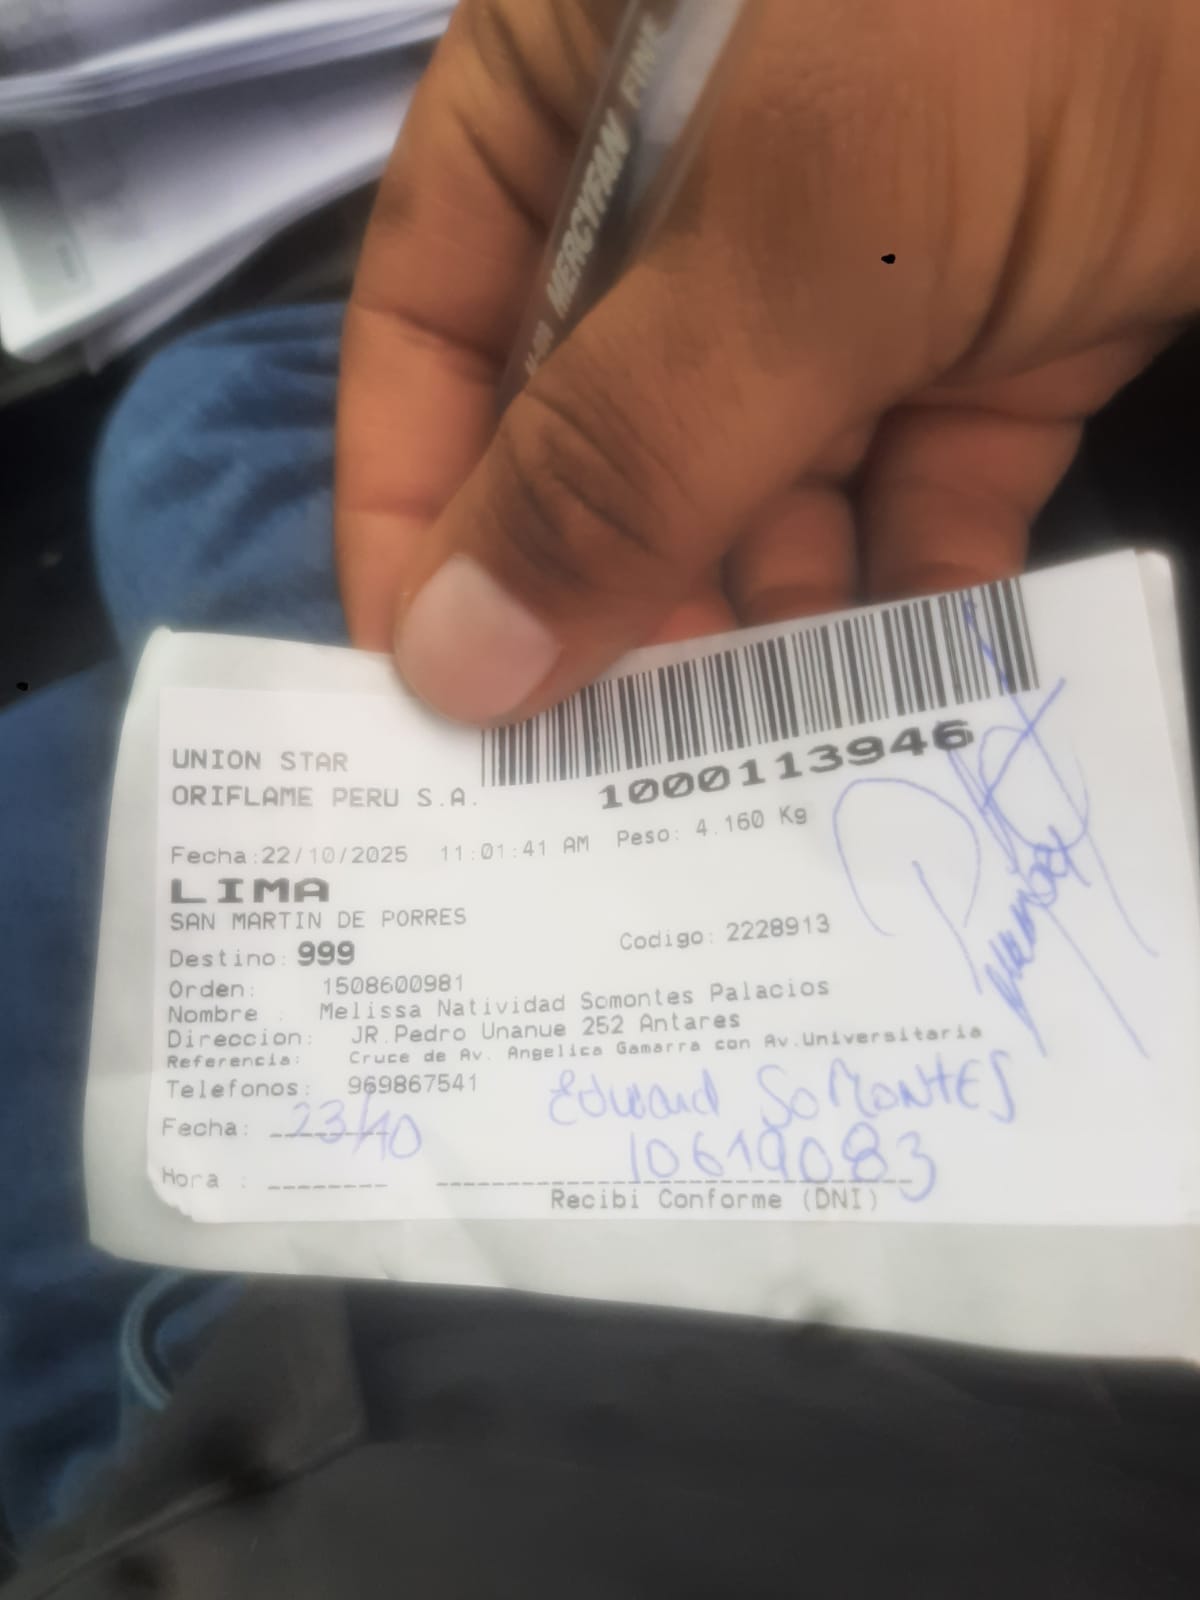 MERCYFAN FINE
1000113946
UNION STAR
ORIFLAME PERU S.A.
Fecha:22/10/2025 11:01:41 AM Peso: 4.160 Kg
LIMA
SAN MARTIN DE PORRES
Destino: 999 Codigo: 2228913
Orden: 1508600981
Nombre : Melissa Natividad Somontes Palacios
Direccion: JR.Pedro Unanue 252 Antares
Referencia: Cruce de Av. Angelica Gamarra con Av.Universitaria
Telefonos: 969867541
Fecha: 23/10
Eduard SoMontES
10619083
Hora :
Recibi Conforme (DNI)